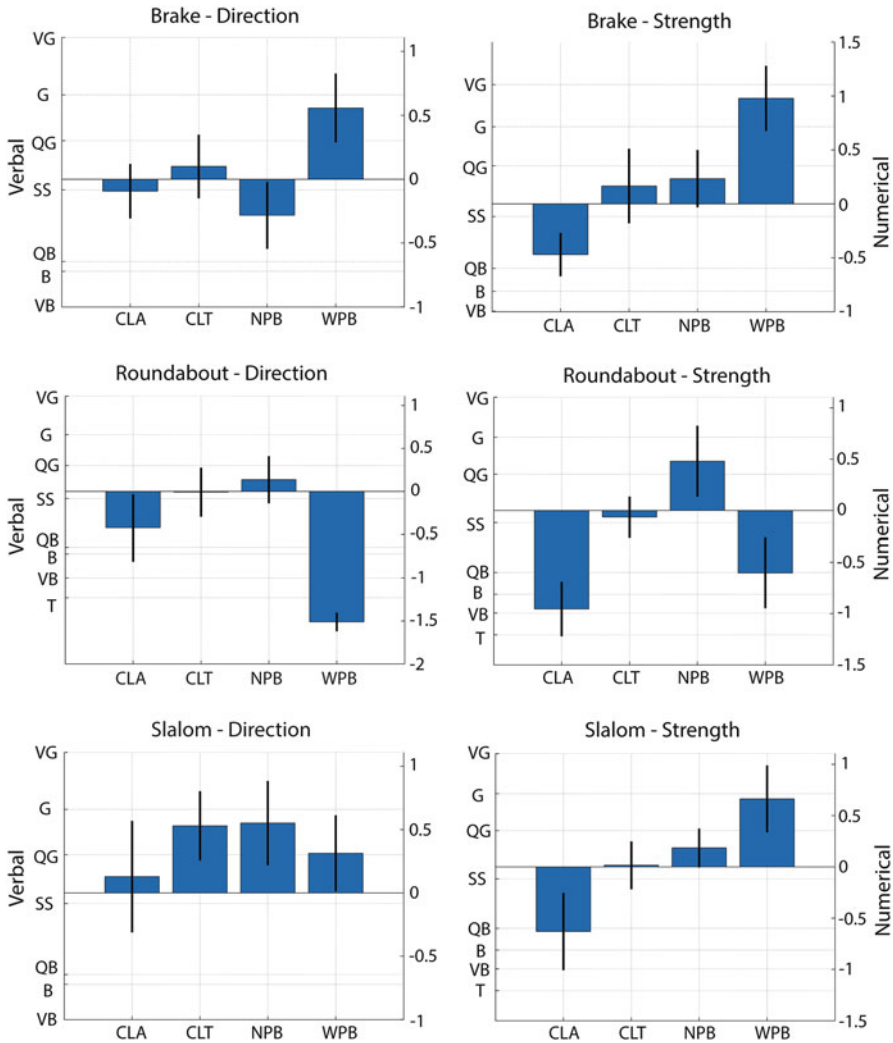 Brake - Direction
Verbal
VG
G
QG
SS
QB
B
VB
1
0.5
0
-0.5
-1
CLA CLT NPB WPB
Brake - Strength
VG
G
QG
SS
QB
B
VB
1.5
1
0.5
0
-0.5
-1
Numerical
CLA CLT NPB WPB
Roundabout - Direction
Verbal
VG
G
QG
SS
QB
B
VB
T
1
0.5
0
-0.5
-1
-1.5
-2
CLA CLT NPB WPB
Roundabout - Strength
VG
G
QG
SS
QB
B
VB
T
1
0.5
0
-0.5
-1
-1.5
Numerical
CLA CLT NPB WPB
Slalom - Direction
Verbal
VG
G
QG
SS
QB
B
VB
1
0.5
0
-0.5
-1
CLA CLT NPB WPB
Slalom - Strength
VG
G
QG
SS
QB
B
VB
T
1
0.5
0
-0.5
-1
-1.5
Numerical
CLA CLT NPB WPB